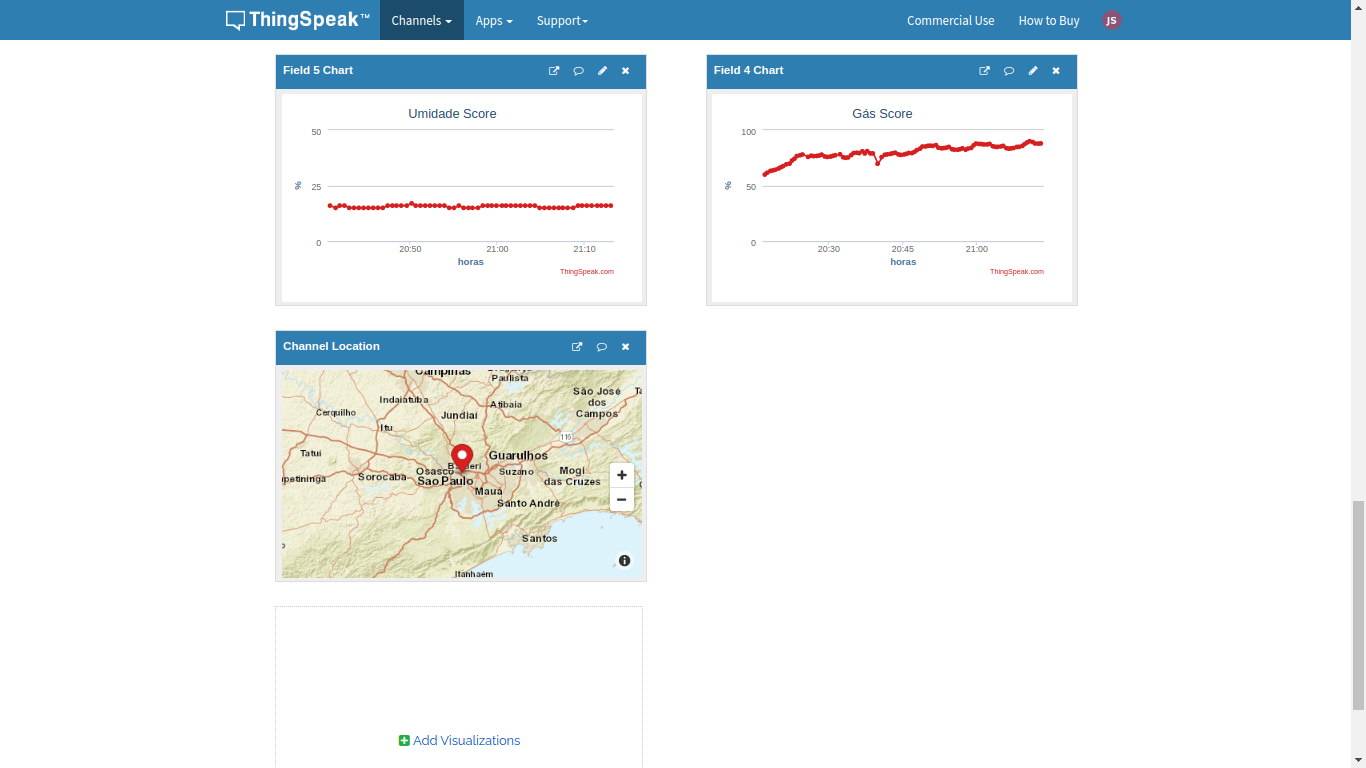 ThingSpeak™ Channels Apps Support Commercial Use How to Buy JS
Field 5 Chart
Umidade Score
50
25
0
%
20:50 21:00 21:10
horas
ThingSpeak.com
Field 4 Chart
Gás Score
100
50
0
%
20:30 20:45 21:00
horas
ThingSpeak.com
Channel Location
Campinas
Paulista
São José
dos
Campos
Indaiatuba
Atibaia
Cerquilho
Jundiaí
Itu
116
Tatuí
Guarulhos
Osasco
Sorocaba
Suzano
Mogi
das Cruzes
Sao Paulo
Mauá
Santo André
Santos
Itanhaém
+
−
Add Visualizations